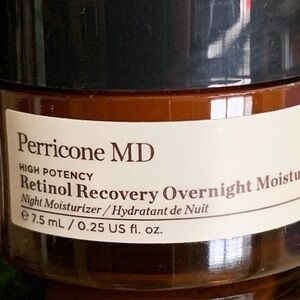 Perricone MD
HIGH POTENCY
Retinol Recovery Overnight Moistu
Night Moisturizer / Hydratant de Nuit
℮ 7.5 mL / 0.25 US fl. oz.